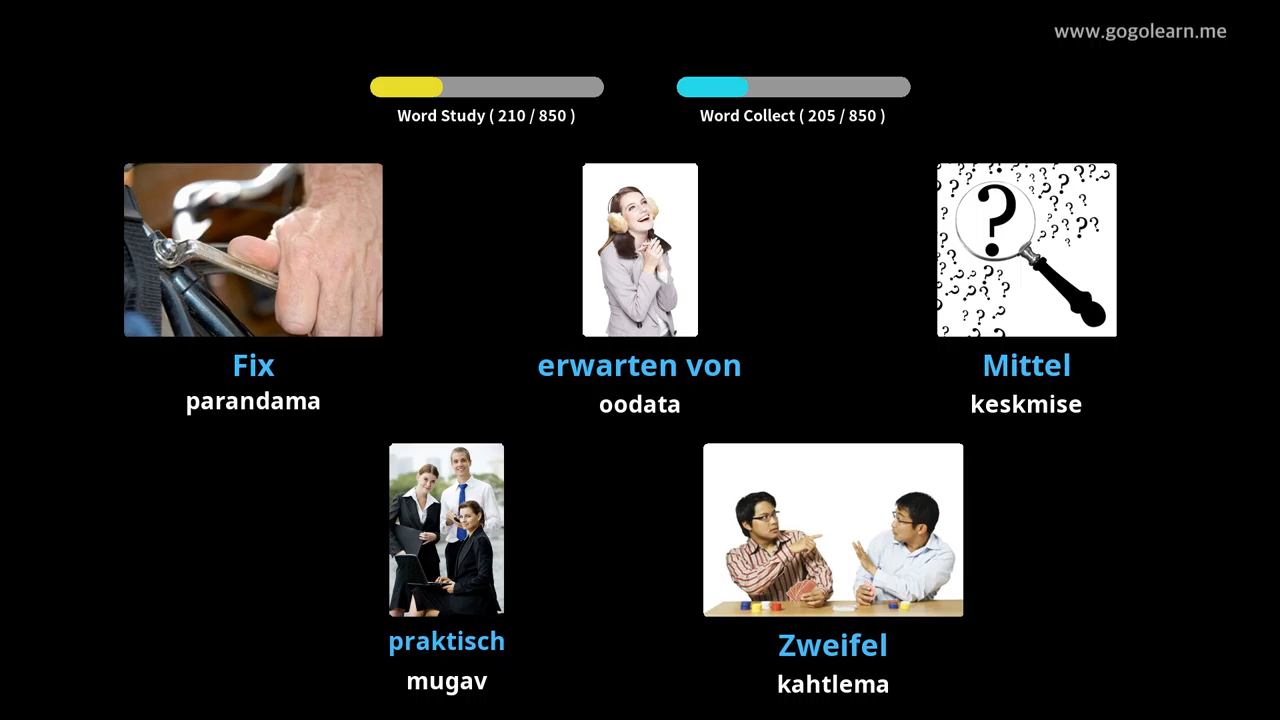 www.gogolearn.me
Word Study ( 210 / 850 )
Word Collect ( 205 / 850 )
Fix
parandama
erwarten von
oodata
Mittel
keskmise
praktisch
mugav
Zweifel
kahtlema